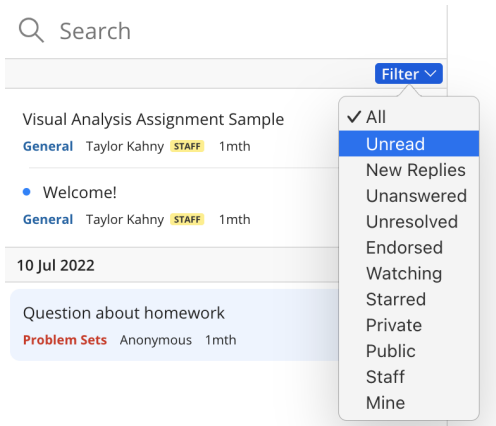 Search
Filter
Visual Analysis Assignment Sample
General Taylor Kahny STAFF 1mth
Welcome!
General Taylor Kahny STAFF 1mth
10 Jul 2022
Question about homework
Problem Sets Anonymous 1mth
✓ All
Unread
New Replies
Unanswered
Unresolved
Endorsed
Watching
Starred
Private
Public
Staff
Mine